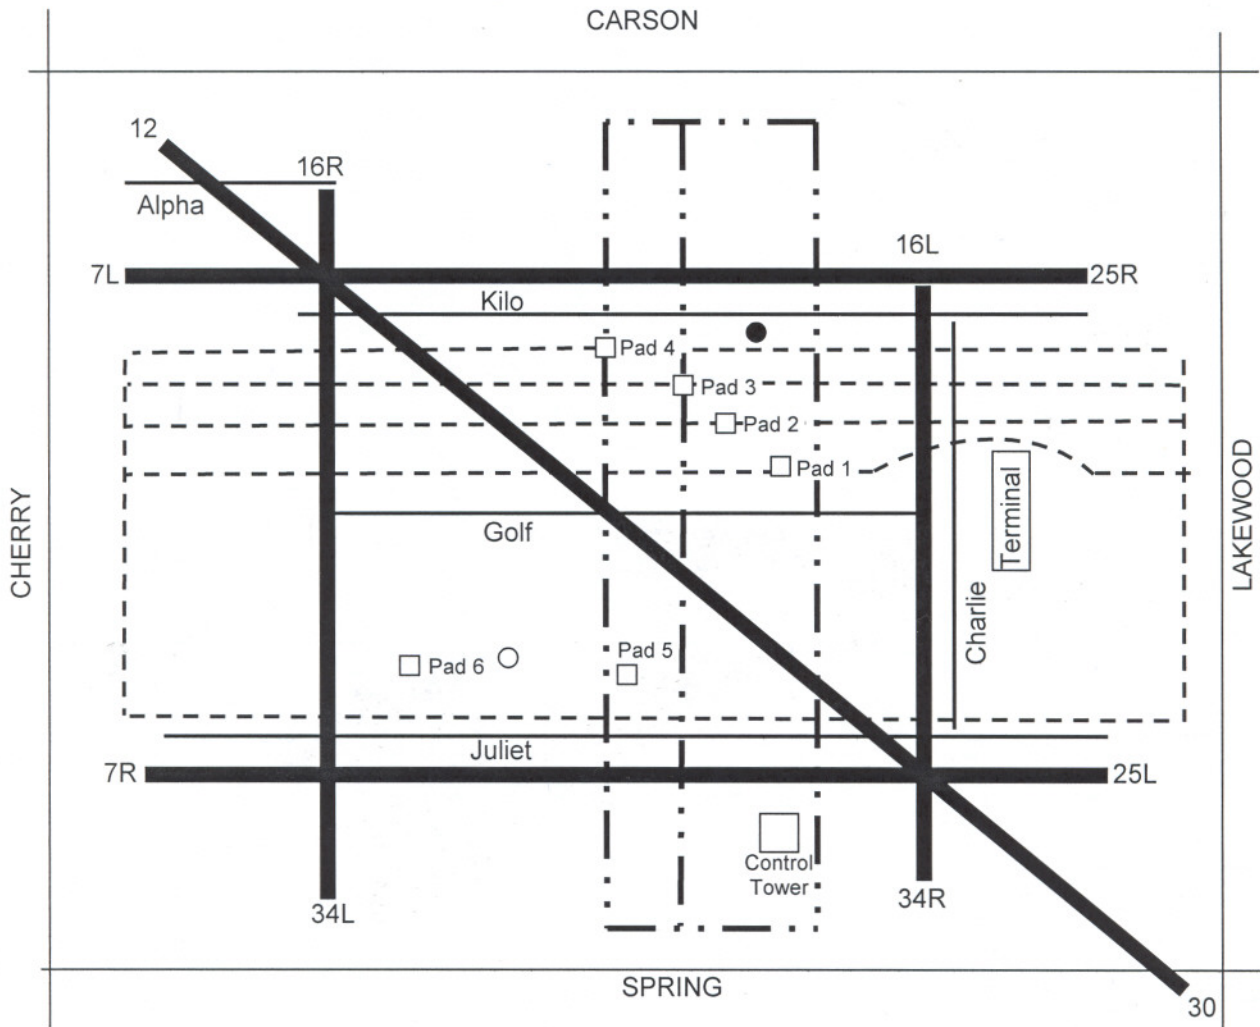 CARSON
12
16R
Alpha
16L
7L
25R
Kilo
Pad 4
Pad 3
Pad 2
Pad 1
Terminal
Golf
CHERRY
LAKEWOOD
Charlie
Pad 5
Pad 6
Juliet
7R
25L
Control
Tower
34L
34R
SPRING
30